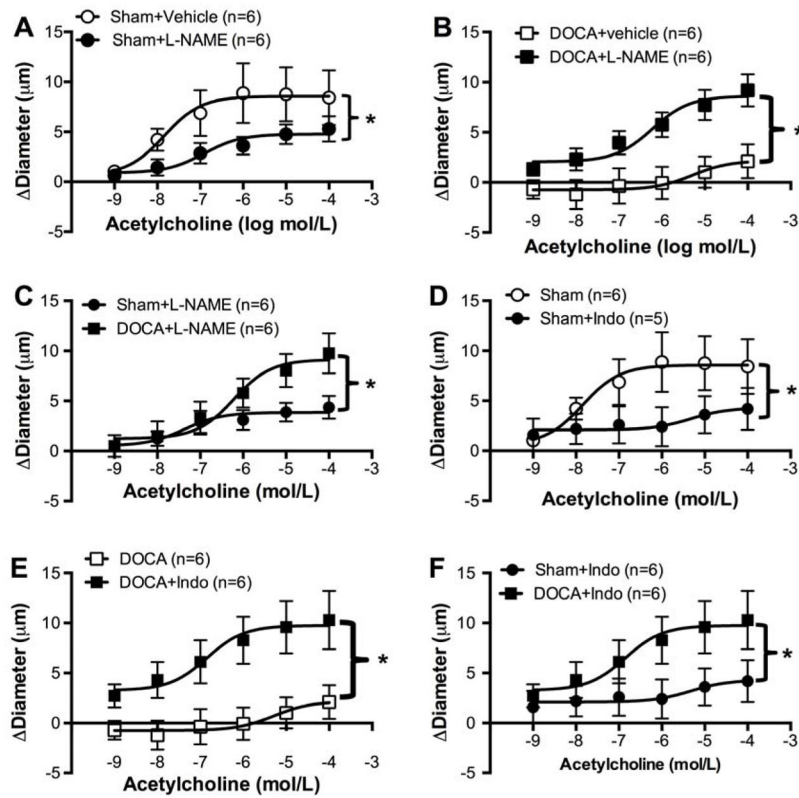 A
Sham+Vehicle (n=6)
Sham+L-NAME (n=6)
15
10
5
0
-5
ΔDiameter (μm)
-9 -8 -7 -6 -5 -4 -3
Acetylcholine (log mol/L)
*
B
DOCA+vehicle (n=6)
DOCA+L-NAME (n=6)
15
10
5
0
-5
ΔDiameter (μm)
-9 -8 -7 -6 -5 -4 -3
Acetylcholine (log mol/L)
*
C
Sham+L-NAME (n=6)
DOCA+L-NAME (n=6)
15
10
5
0
-5
ΔDiameter (μm)
-9 -8 -7 -6 -5 -4 -3
Acetylcholine (mol/L)
*
D
Sham (n=6)
Sham+Indo (n=5)
15
10
5
0
-5
ΔDiameter (μm)
-9 -8 -7 -6 -5 -4 -3
Acetylcholine (mol/L)
*
E
DOCA (n=6)
DOCA+Indo (n=6)
15
10
5
0
-5
ΔDiameter (μm)
-9 -8 -7 -6 -5 -4 -3
Acetylcholine (mol/L)
*
F
Sham+Indo (n=6)
DOCA+Indo (n=6)
15
10
5
0
-5
ΔDiameter (μm)
-9 -8 -7 -6 -5 -4 -3
Acetylcholine (mol/L)
*